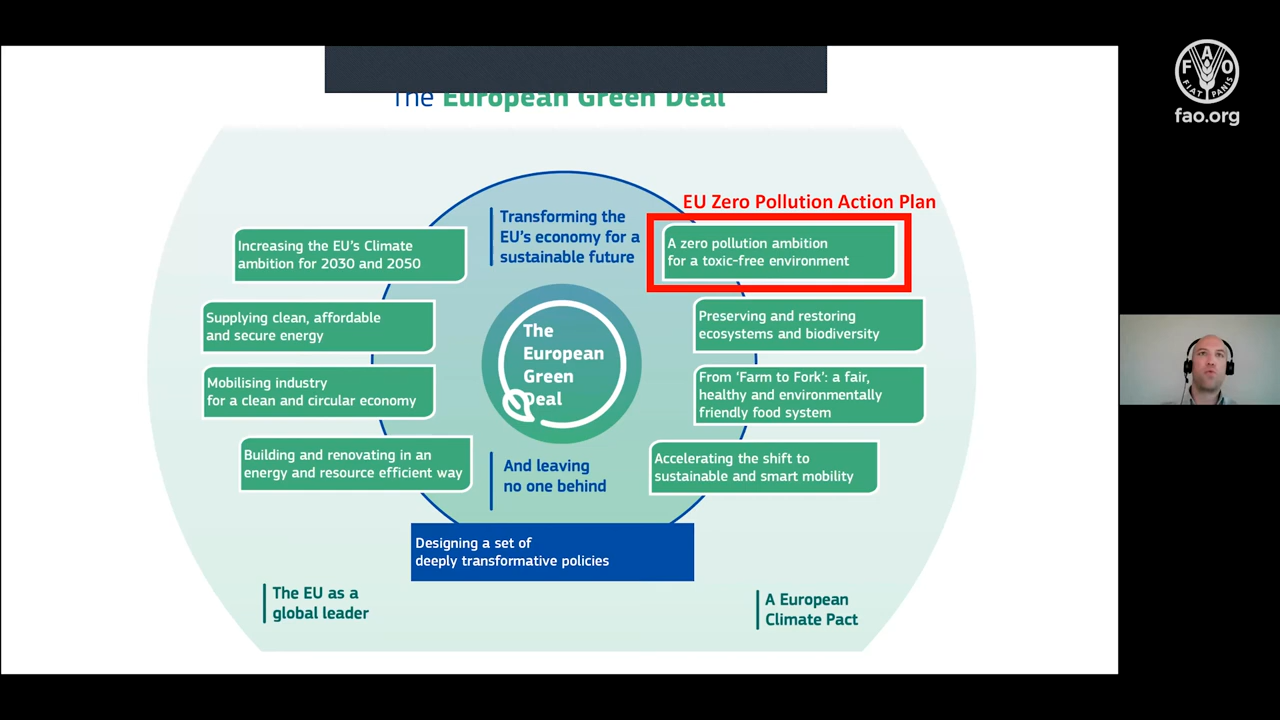 The European Green Deal
FAO
FIAT PANIS
fao.org
EU Zero Pollution Action Plan
Transforming the
EU's economy for a
sustainable future
A zero pollution ambition
for a toxic-free environment
Increasing the EU's Climate
ambition for 2030 and 2050
Supplying clean, affordable
and secure energy
Preserving and restoring
ecosystems and biodiversity
The
European
Green
Deal
Mobilising industry
for a clean and circular economy
From 'Farm to Fork': a fair,
healthy and environmentally
friendly food system
Building and renovating in an
energy and resource efficient way
And leaving
no one behind
Accelerating the shift to
sustainable and smart mobility
Designing a set of
deeply transformative policies
The EU as a
global leader
A European
Climate Pact